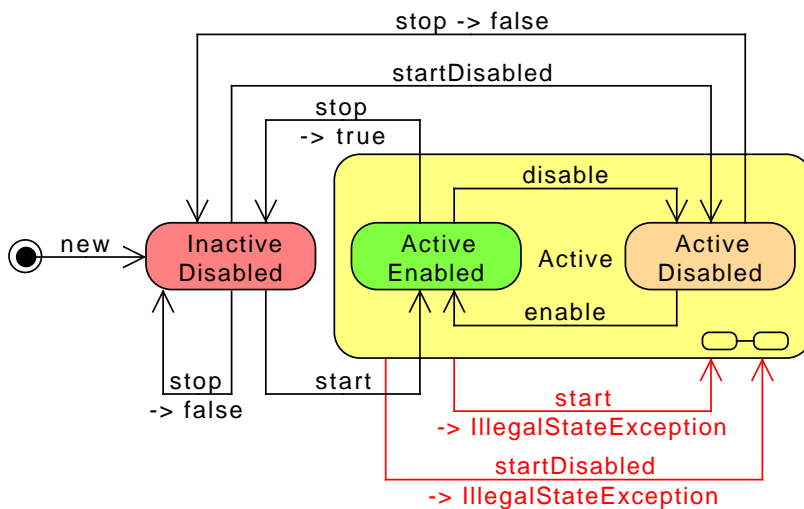 stop -> false
startDisabled
stop
-> true
disable
new
Inactive
Disabled
Active
Enabled
Active
Active
Disabled
enable
stop
-> false
start
start
-> IllegalStateException
startDisabled
-> IllegalStateException